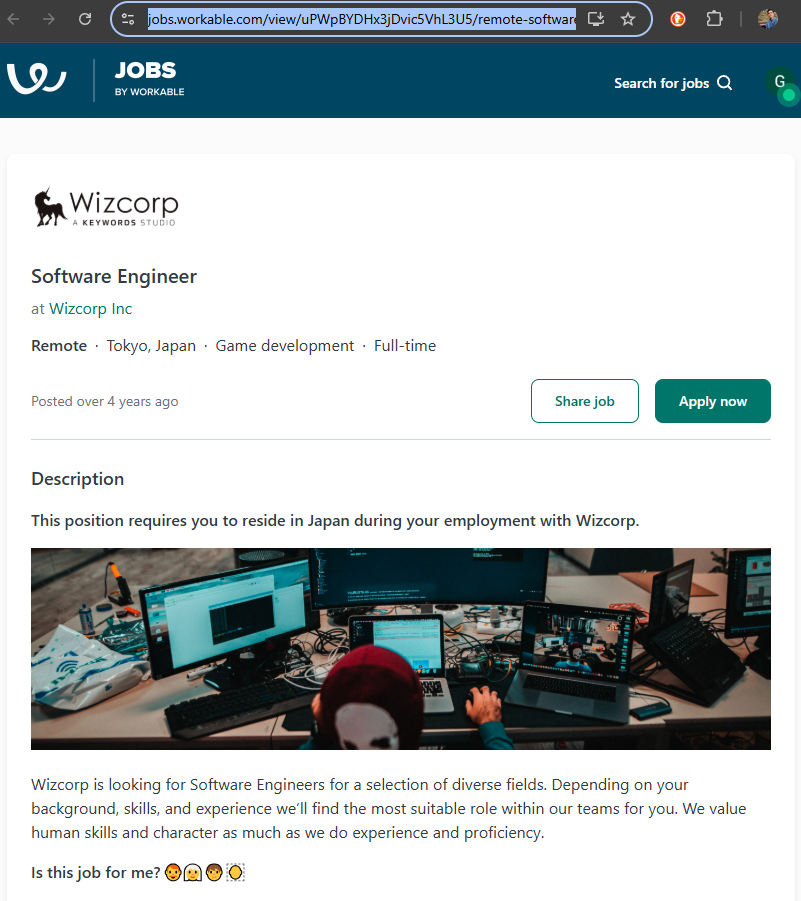 jobs.workable.com/view/uPWpBYDHx3jDvic5VhL3U5/remote-software
JOBS
BY WORKABLE
Search for jobs
G
Wizcorp
A KEYWORDS STUDIO
Software Engineer
at Wizcorp Inc
Remote · Tokyo, Japan · Game development · Full-time
Posted over 4 years ago
Share job
Apply now
Description
This position requires you to reside in Japan during your employment with Wizcorp.
Wizcorp is looking for Software Engineers for a selection of diverse fields. Depending on your
background, skills, and experience we’ll find the most suitable role within our teams for you. We value
human skills and character as much as we do experience and proficiency.
Is this job for me?